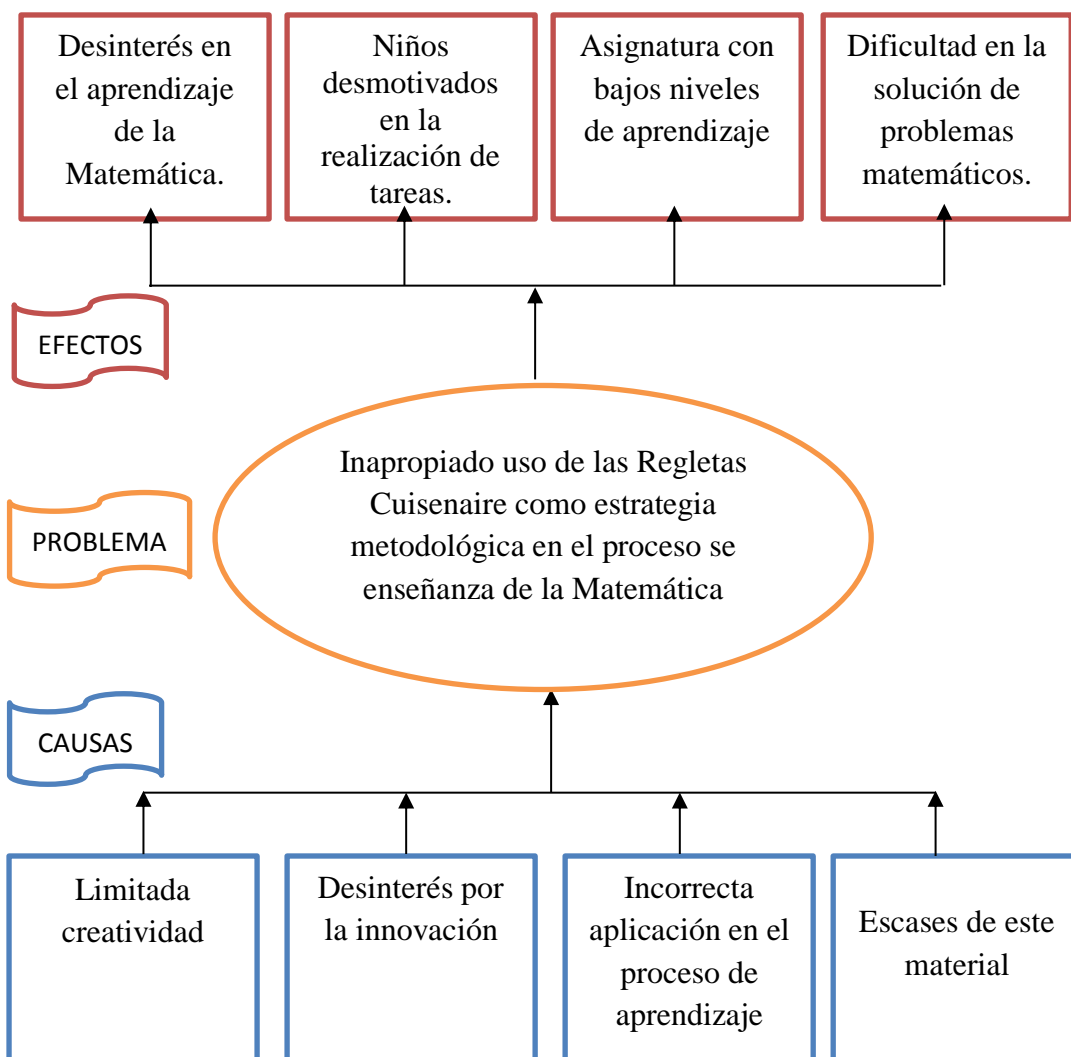 Desinterés en
el aprendizaje
de la
Matemática.
Niños
desmotivados
en la
realización de
tareas.
Asignatura con
bajos niveles
de aprendizaje
Dificultad en la
solución de
problemas
matemáticos.
EFECTOS
Inapropiado uso de las Regletas
Cuisenaire como estrategia
metodológica en el proceso se
enseñanza de la Matemática
PROBLEMA
CAUSAS
Limitada
creatividad
Desinterés por
la innovación
Incorrecta
aplicación en el
proceso de
aprendizaje
Escases de este
material